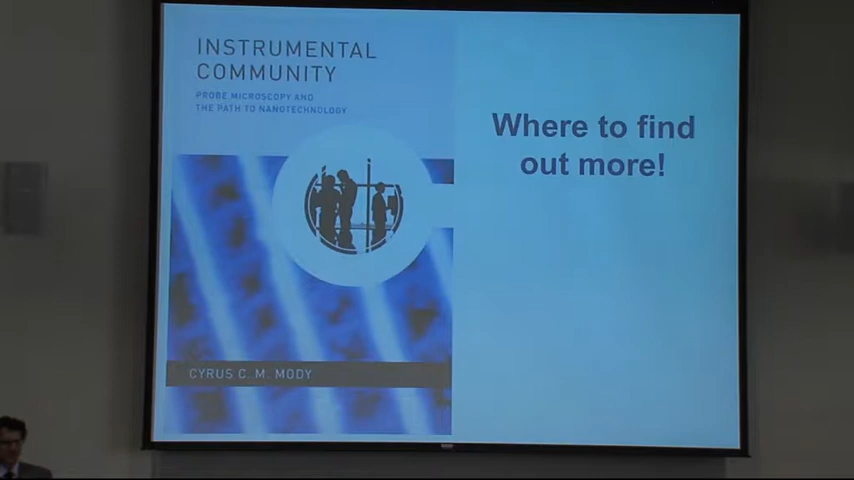 INSTRUMENTAL
COMMUNITY
PROBE MICROSCOPY AND
THE PATH TO NANOTECHNOLOGY
CYRUS C. M. MODY
Where to find
out more!